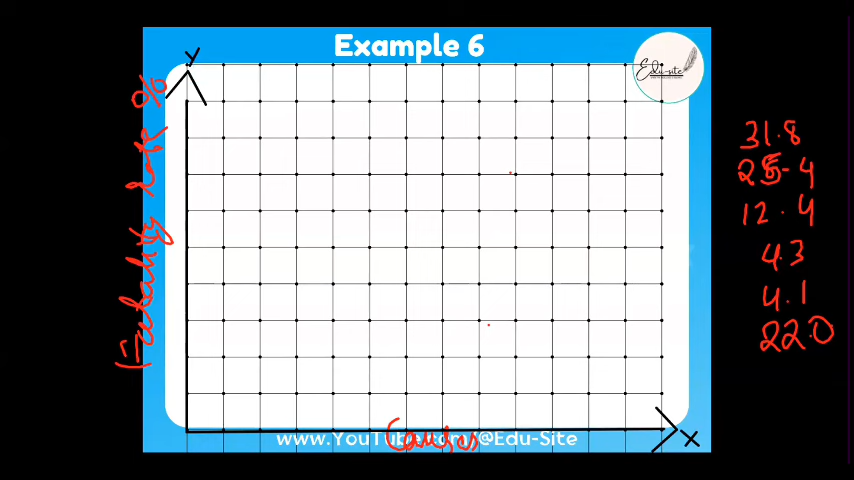 Example 6
Edu-site
Y
Fatality rate %
31.8
25.4
12.4
4.3
4.1
22.0
www.YouTube.com/@Edu-Site
Causes
X